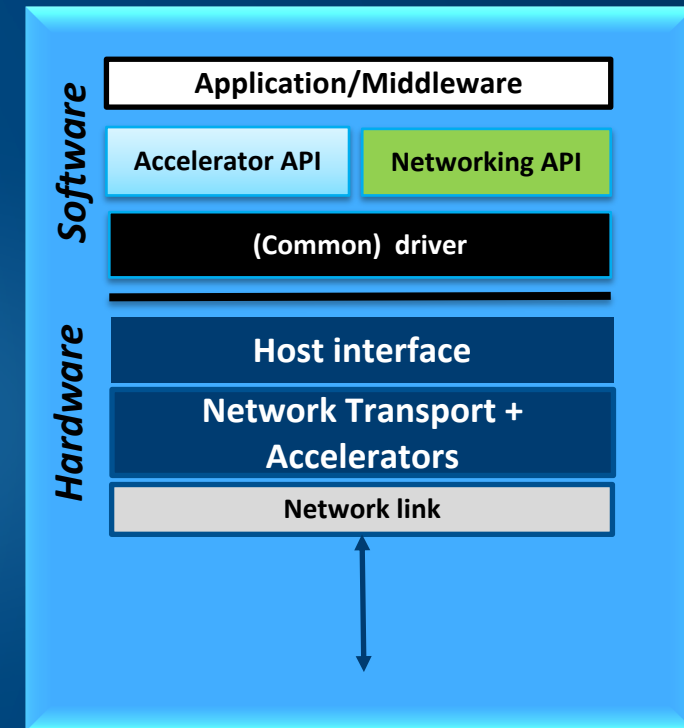 Software
Application/Middleware
Accelerator API
Networking API
(Common) driver
Hardware
Host interface
Network Transport +
Accelerators
Network link